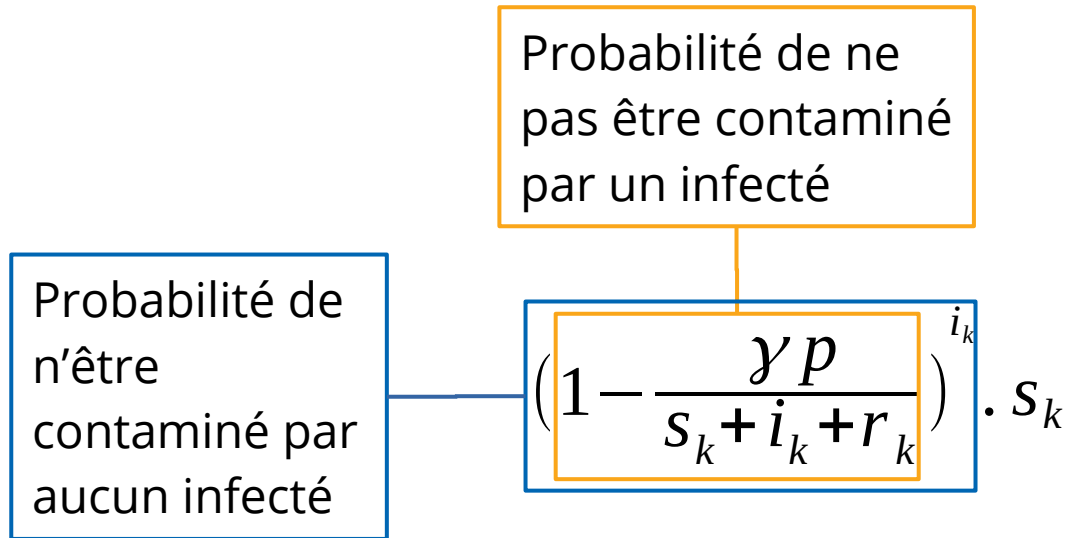 Probabilité de ne
pas être contaminé
par un infecté
Probabilité de
n’être
contaminé par
aucun infecté
(1 − γ p / (s_k + i_k + r_k))^{i_k} . s_k